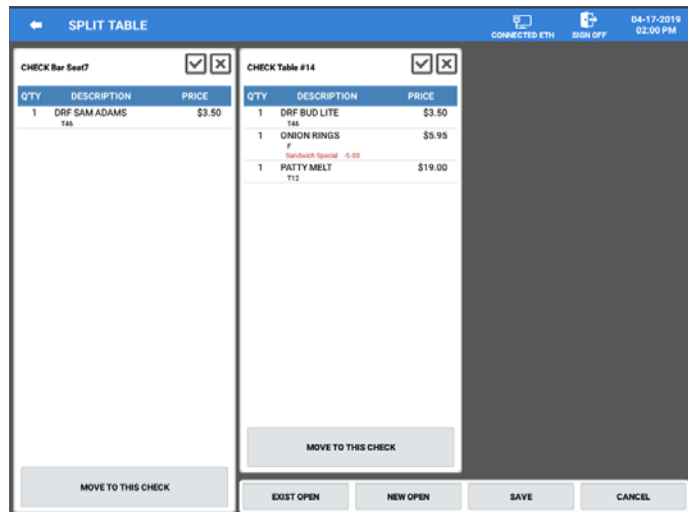 SPLIT TABLE
CONNECTED ETH
SIGN OFF
04-17-2019
02:00 PM
CHECK Bar Seat7
Q'TY DESCRIPTION PRICE
1 DRF SAM ADAMS $3.50
T46
MOVE TO THIS CHECK
CHECK Table #14
Q'TY DESCRIPTION PRICE
1 DRF BUD LITE $3.50
T46
1 ONION RINGS $5.95
F
Sandwich Special -5.00
1 PATTY MELT $19.00
T12
MOVE TO THIS CHECK
EXIST OPEN
NEW OPEN
SAVE
CANCEL